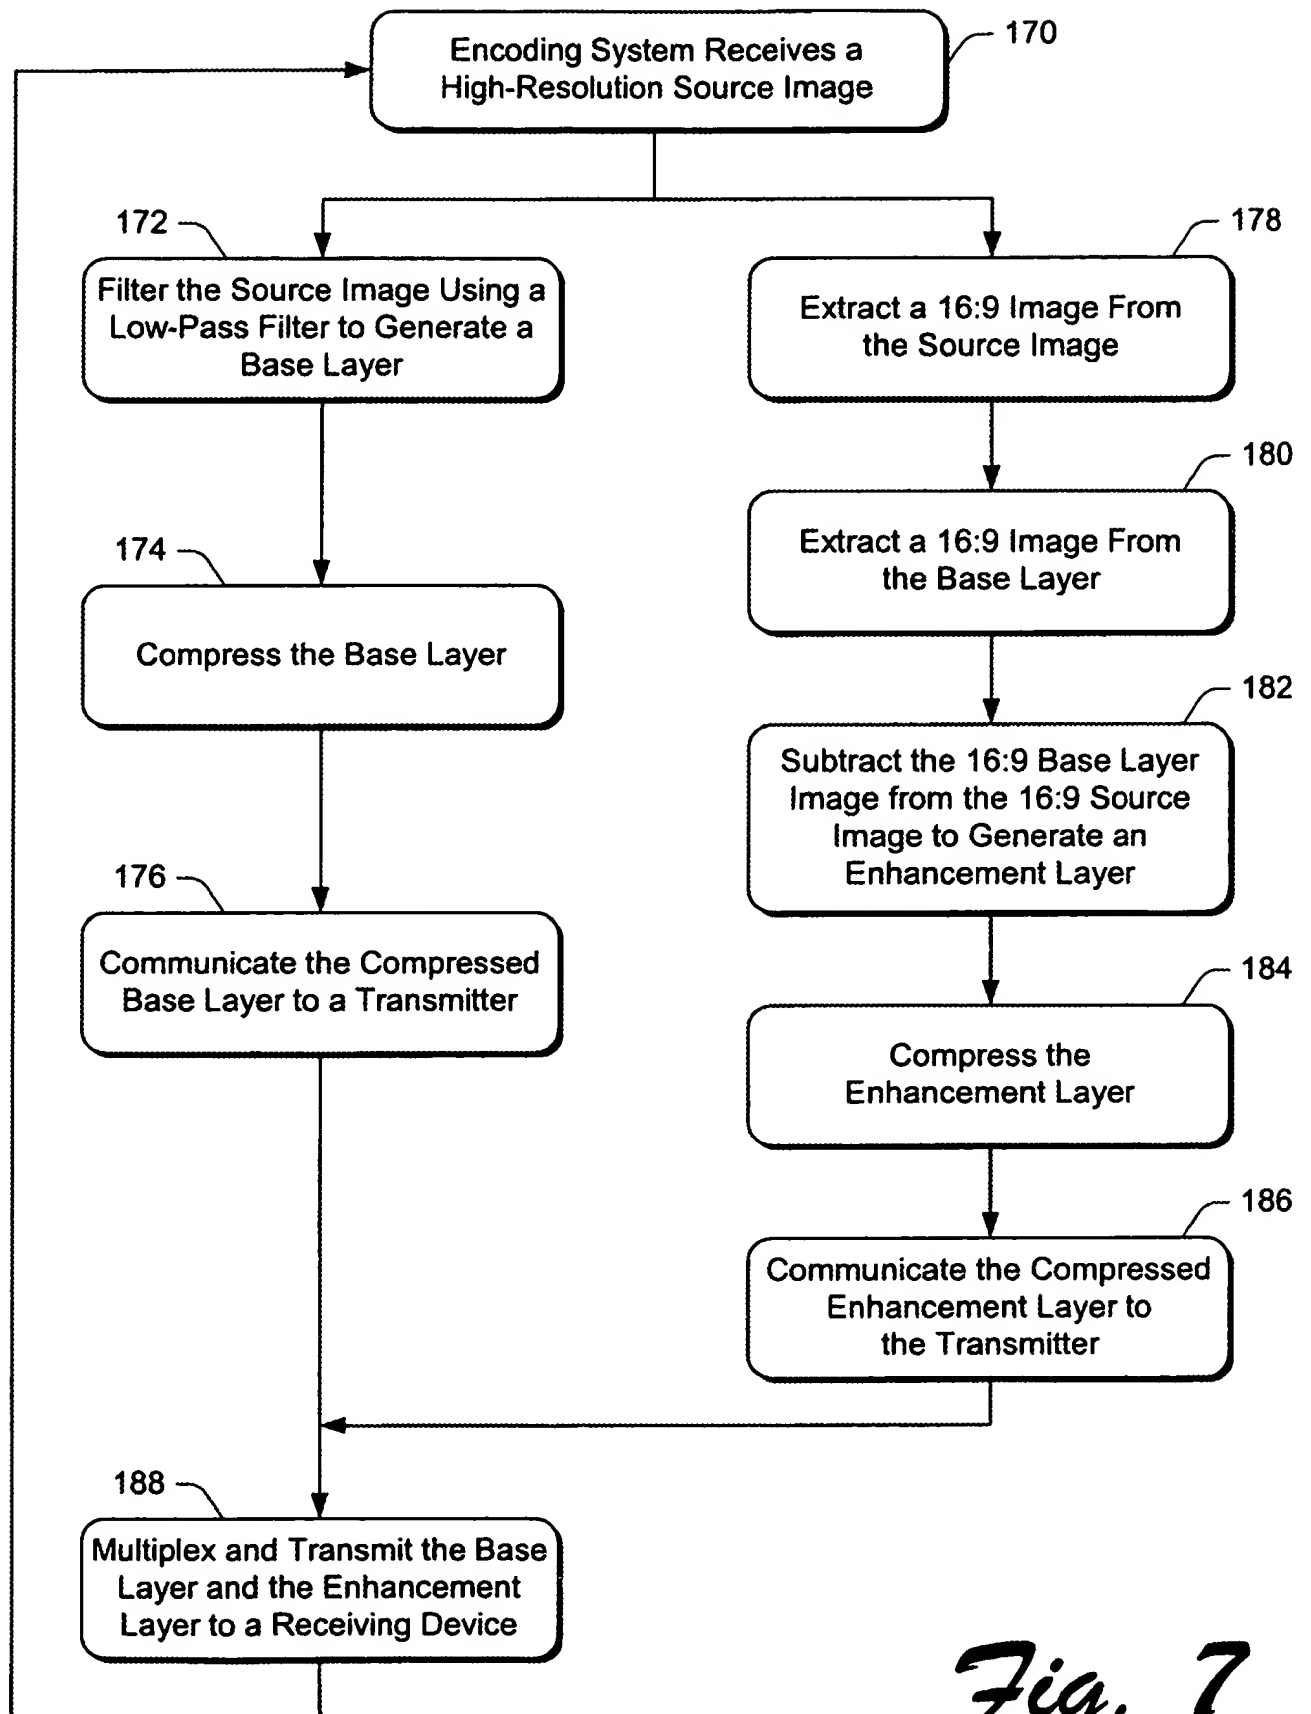 Encoding System Receives a
High-Resolution Source Image
170
172
Filter the Source Image Using a
Low-Pass Filter to Generate a
Base Layer
174
Compress the Base Layer
176
Communicate the Compressed
Base Layer to a Transmitter
178
Extract a 16:9 Image From
the Source Image
180
Extract a 16:9 Image From
the Base Layer
182
Subtract the 16:9 Base Layer
Image from the 16:9 Source
Image to Generate an
Enhancement Layer
184
Compress the
Enhancement Layer
186
Communicate the Compressed
Enhancement Layer to
the Transmitter
188
Multiplex and Transmit the Base
Layer and the Enhancement
Layer to a Receiving Device
Fig. 7